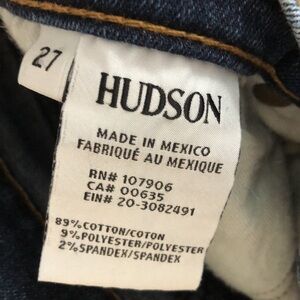 27
HUDSON
MADE IN MEXICO
FABRIQUÉ AU MEXIQUE
RN# 107906
CA# 00635
EIN# 20-3082491
89% COTTON/COTON
9% POLYESTER/POLYESTER
2% SPANDEX/SPANDEX